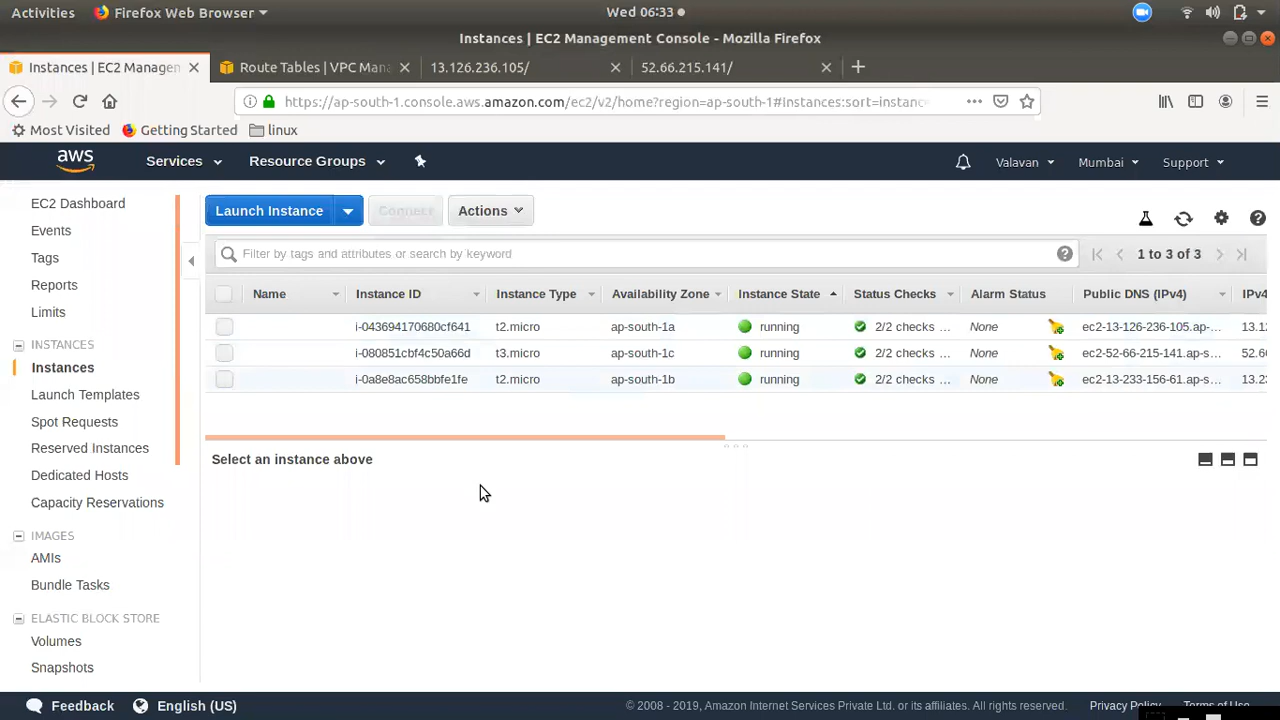 Activities Firefox Web Browser Wed 06:33
Instances | EC2 Management Console - Mozilla Firefox
Instances | EC2 Managen Route Tables | VPC Mana 13.126.236.105/ 52.66.215.141/
https://ap-south-1.console.aws.amazon.com/ec2/v2/home?region=ap-south-1#Instances:sort=instanc
Most Visited Getting Started linux
aws Services Resource Groups Valavan Mumbai Support
EC2 Dashboard
Events
Tags
Reports
Limits
INSTANCES
Instances
Launch Templates
Spot Requests
Reserved Instances
Dedicated Hosts
Capacity Reservations
IMAGES
AMIs
Bundle Tasks
ELASTIC BLOCK STORE
Volumes
Snapshots
Launch Instance Connect Actions
Filter by tags and attributes or search by keyword 1 to 3 of 3
Name Instance ID Instance Type Availability Zone Instance State Status Checks Alarm Status Public DNS (IPv4) IPv4
i-043694170680cf641 t2.micro ap-south-1a running 2/2 checks ... None ec2-13-126-236-105.ap-... 13.12
i-080851cbf4c50a66d t3.micro ap-south-1c running 2/2 checks ... None ec2-52-66-215-141.ap-s... 52.66
i-0a8e8ac658bbfe1fe t2.micro ap-south-1b running 2/2 checks ... None ec2-13-233-156-61.ap-s... 13.23
Select an instance above
Feedback English (US) © 2008 - 2019, Amazon Internet Services Private Ltd. or its affiliates. All rights reserved. Privacy Policy Terms of Use